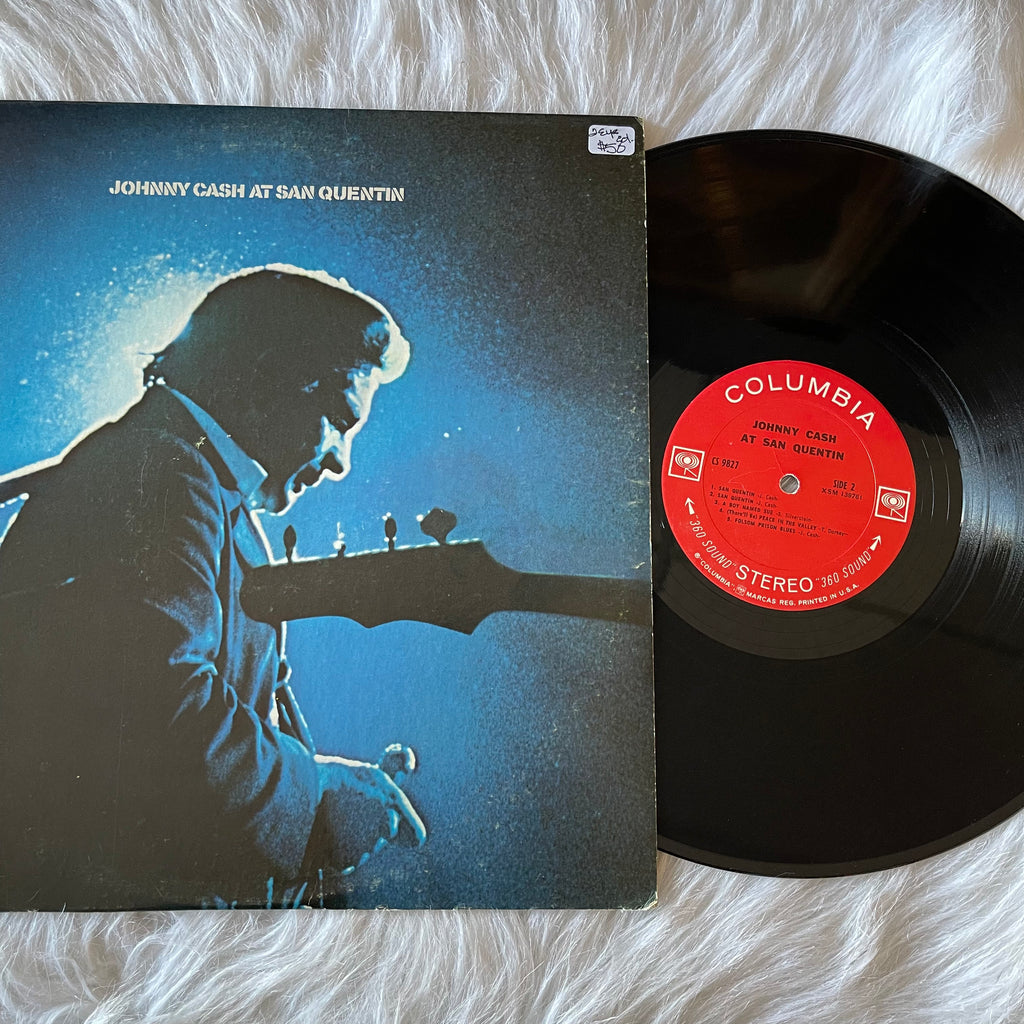 JOHNNY CASH AT SAN QUENTIN
$50
COLUMBIA
JOHNNY CASH
AT SAN QUENTIN
CS 9827
SIDE 2
XSM 139761
1. SAN QUENTIN -J. Cash-
2. SAN QUENTIN -J. Cash-
3. A BOY NAMED SUE -S. Silverstein-
4. (There'll Be) PEACE IN THE VALLEY -T. Dorsey-
5. FOLSOM PRISON BLUES -J. Cash-
"360 SOUND" STEREO "360 SOUND"
℗ "COLUMBIA", MARCAS REG. PRINTED IN U.S.A.